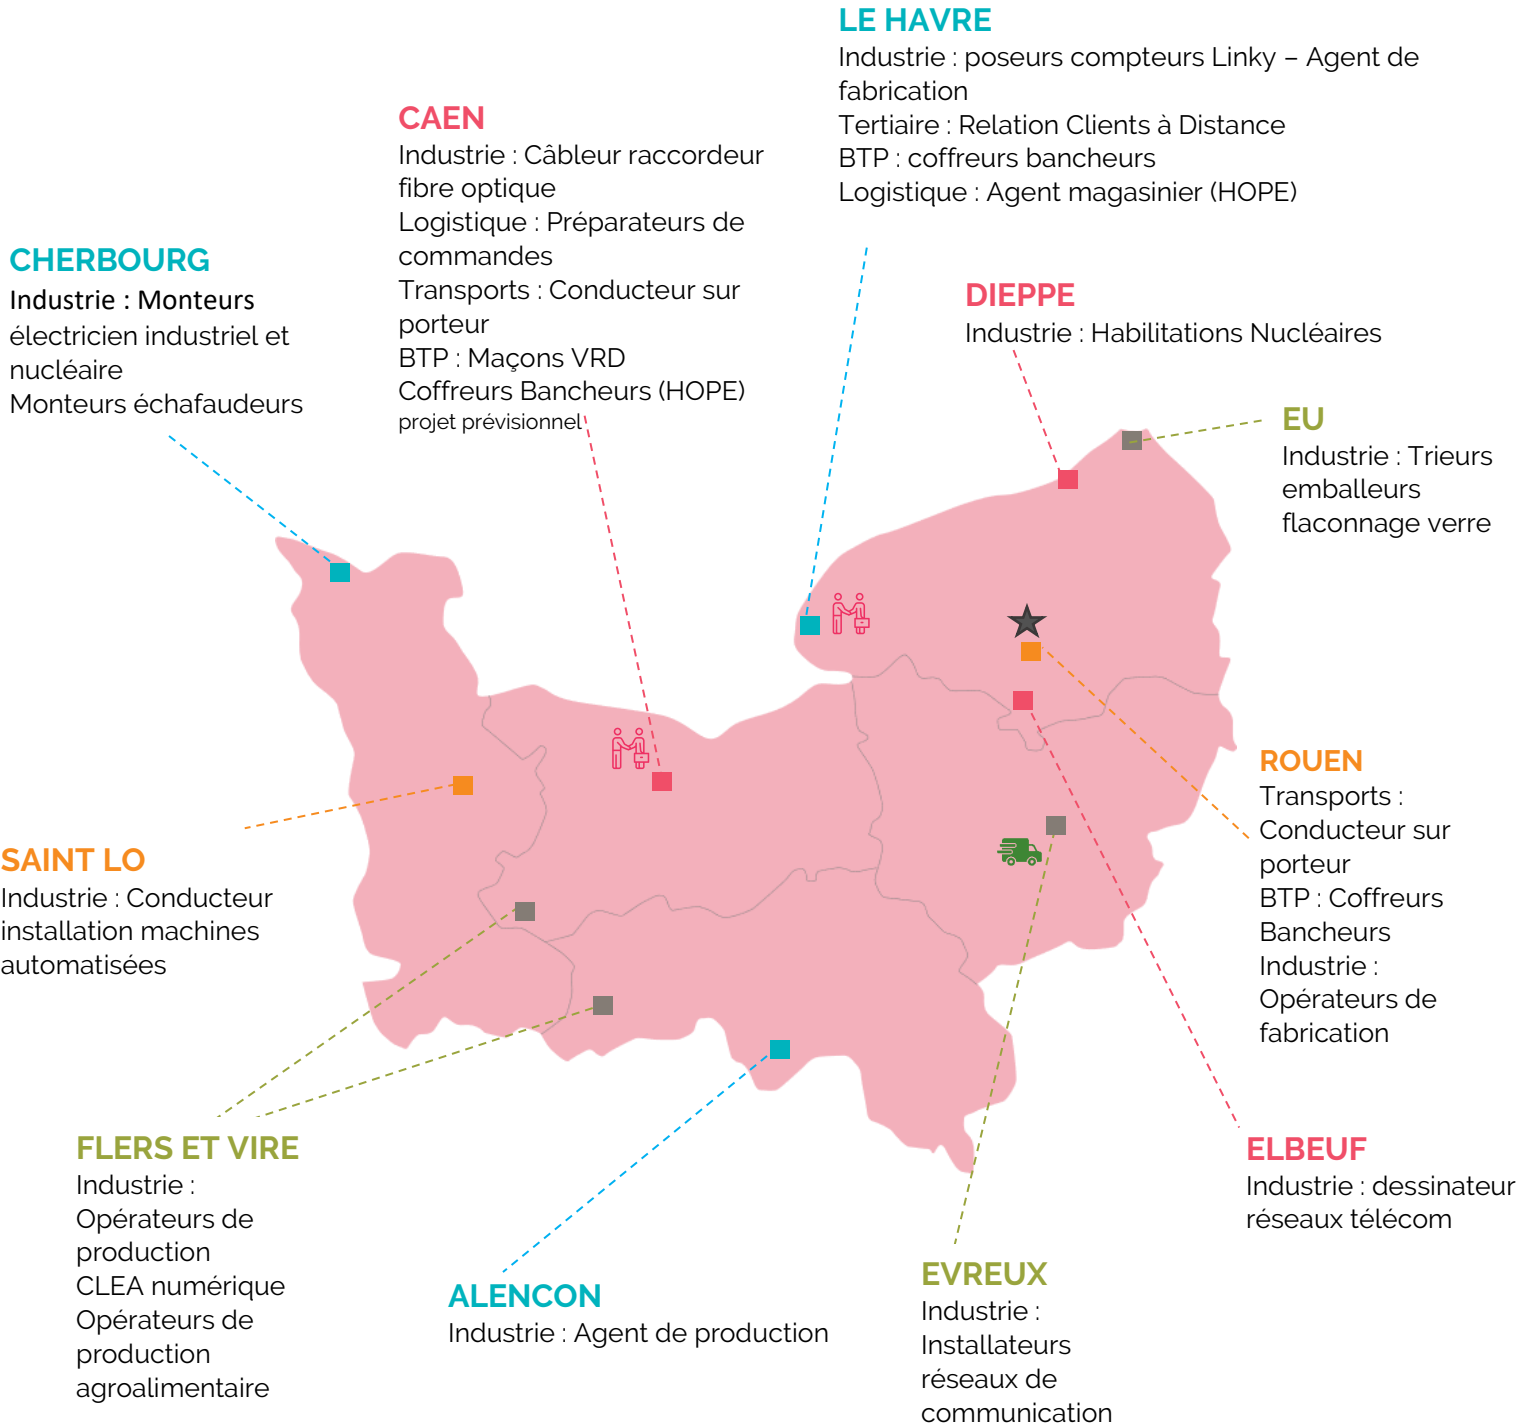 LE HAVRE
Industrie : poseurs compteurs Linky – Agent de
fabrication
Tertiaire : Relation Clients à Distance
BTP : coffreurs bancheurs
Logistique : Agent magasinier (HOPE)
CAEN
Industrie : Câbleur raccordeur
fibre optique
Logistique : Préparateurs de
commandes
Transports : Conducteur sur
porteur
BTP : Maçons VRD
Coffreurs Bancheurs (HOPE)
projet prévisionnel
CHERBOURG
Industrie : Monteurs
électricien industriel et
nucléaire
Monteurs échafaudeurs
DIEPPE
Industrie : Habilitations Nucléaires
EU
Industrie : Trieurs
emballeurs
flaconnage verre
ROUEN
Transports :
Conducteur sur
porteur
BTP : Coffreurs
Bancheurs
Industrie :
Opérateurs de
fabrication
SAINT LO
Industrie : Conducteur
installation machines
automatisées
FLERS ET VIRE
Industrie :
Opérateurs de
production
CLEA numérique
Opérateurs de
production
agroalimentaire
ALENCON
Industrie : Agent de production
EVREUX
Industrie :
Installateurs
réseaux de
communication
ELBEUF
Industrie : dessinateur
réseaux télécom